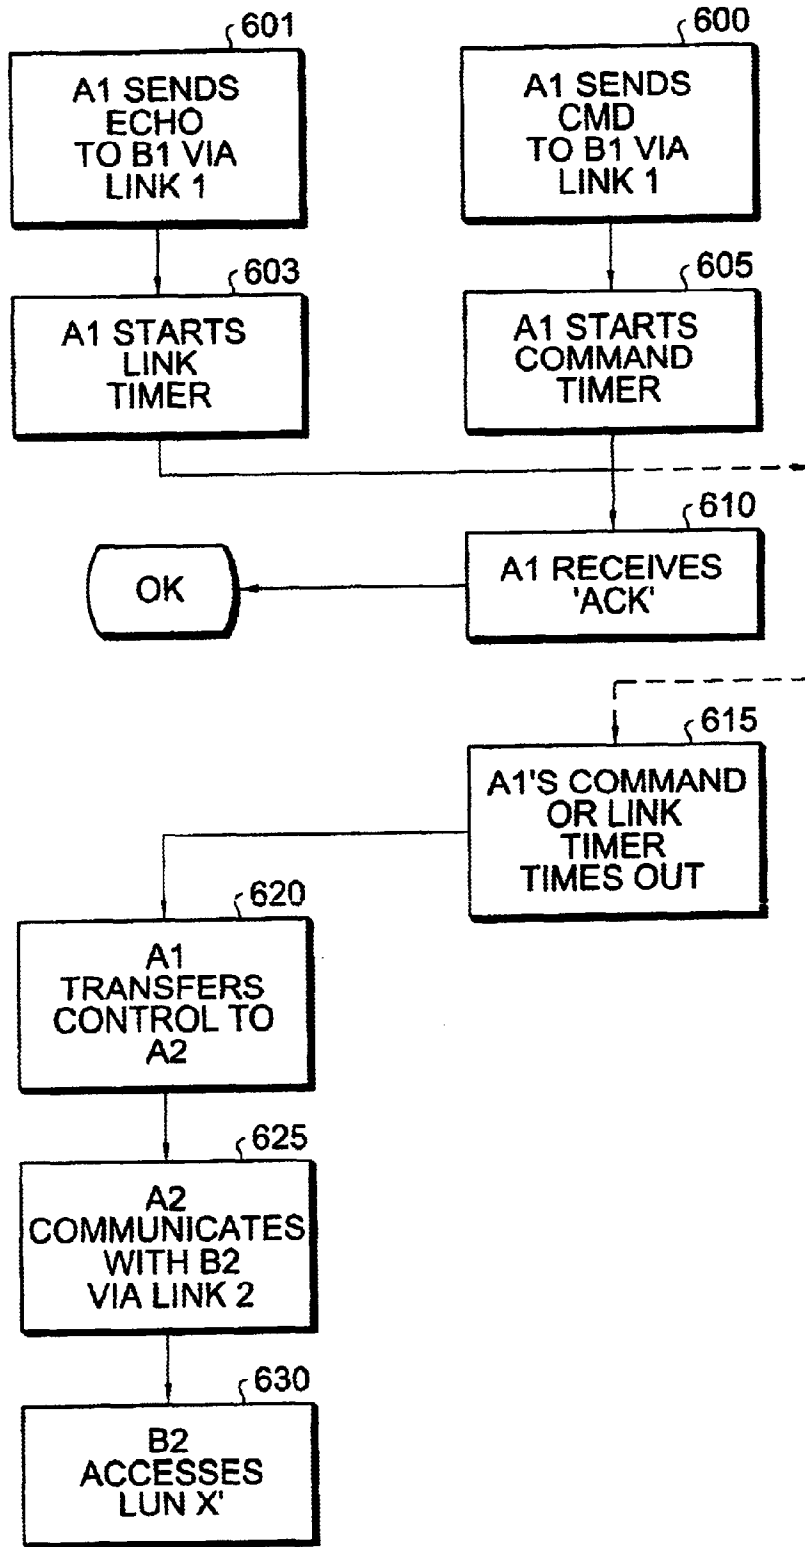 601
A1 SENDS
ECHO
TO B1 VIA
LINK 1
600
A1 SENDS
CMD
TO B1 VIA
LINK 1
603
A1 STARTS
LINK
TIMER
605
A1 STARTS
COMMAND
TIMER
610
A1 RECEIVES
'ACK'
OK
615
A1'S COMMAND
OR LINK
TIMER
TIMES OUT
620
A1
TRANSFERS
CONTROL TO
A2
625
A2
COMMUNICATES
WITH B2
VIA LINK 2
630
B2
ACCESSES
LUN X'